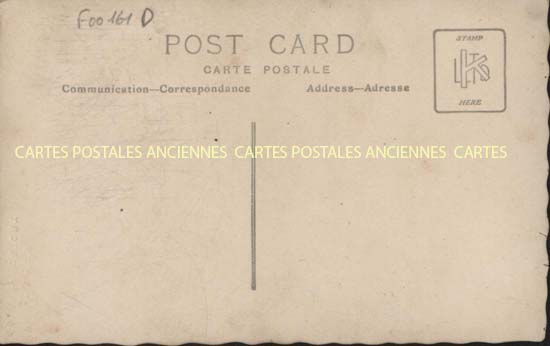 F00161 D
POST CARD
CARTE POSTALE
Communication—Correspondance
Address—Adresse
STAMP
HERE
CARTES POSTALES ANCIENNES CARTES POSTALES ANCIENNES CARTES